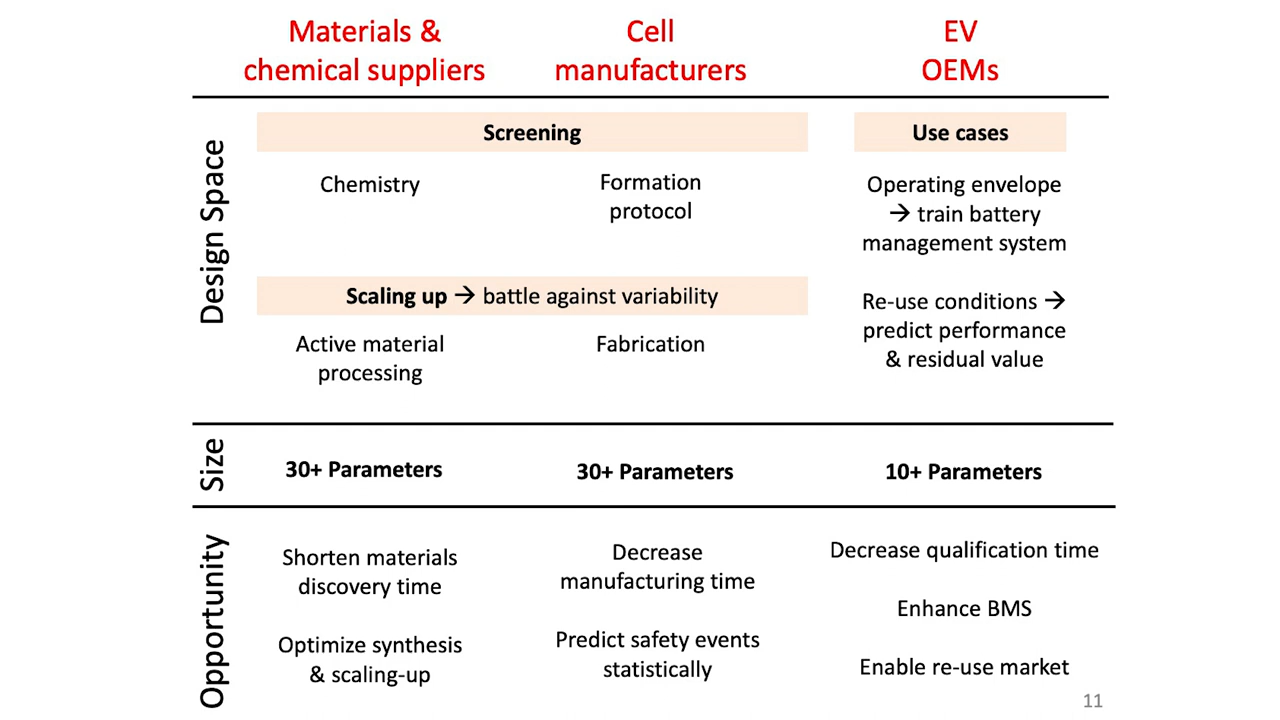 Materials &
chemical suppliers
Cell
manufacturers
EV
OEMs
Design Space
Screening
Use cases
Chemistry
Formation
protocol
Operating envelope
→ train battery
management system
Scaling up → battle against variability
Re-use conditions →
predict performance
& residual value
Active material
processing
Fabrication
Size
30+ Parameters
30+ Parameters
10+ Parameters
Opportunity
Shorten materials
discovery time
Optimize synthesis
& scaling-up
Decrease
manufacturing time
Predict safety events
statistically
Decrease qualification time
Enhance BMS
Enable re-use market
11